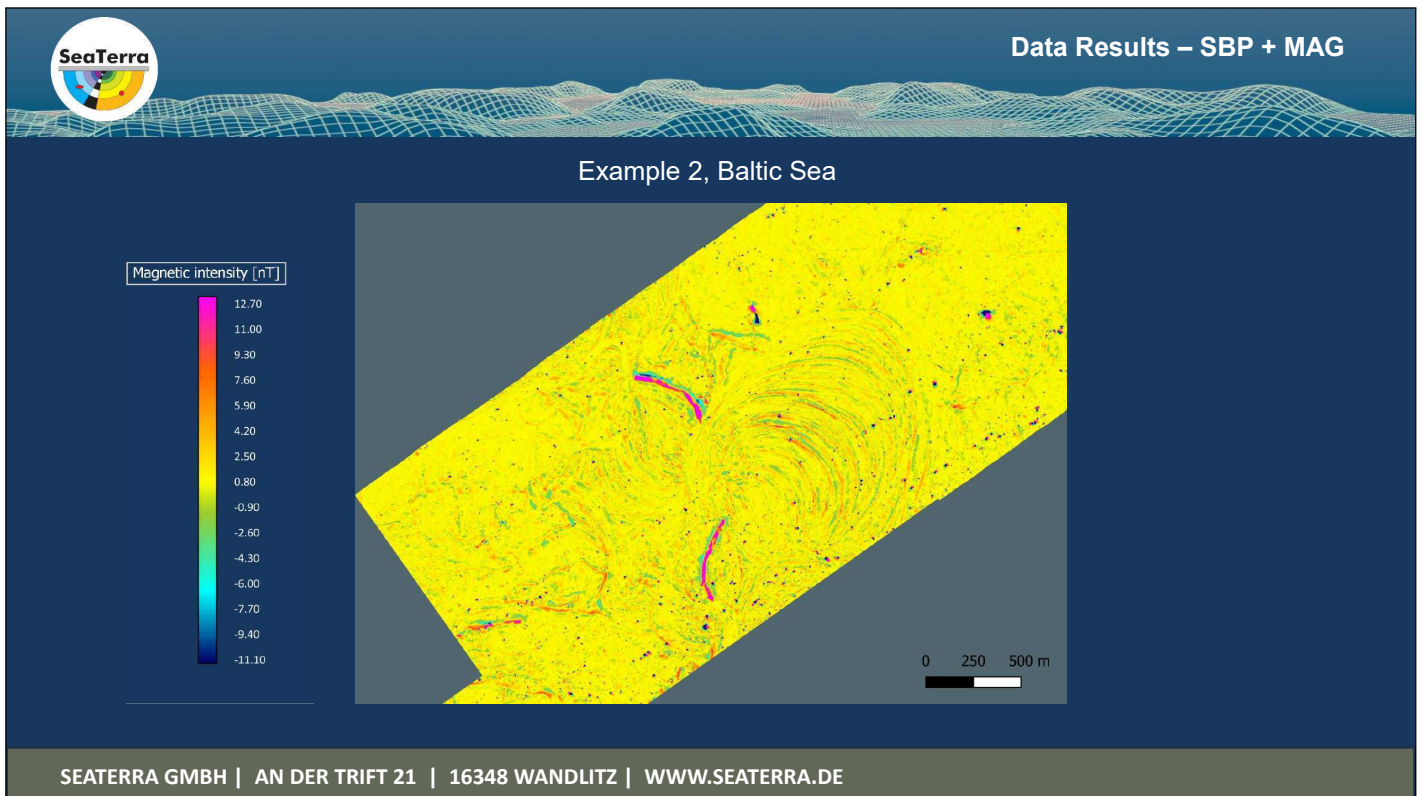 SeaTerra
Data Results – SBP + MAG
Example 2, Baltic Sea
Magnetic intensity [nT]
12.70
11.00
9.30
7.60
5.90
4.20
2.50
0.80
-0.90
-2.60
-4.30
-6.00
-7.70
-9.40
-11.10
0 250 500 m
SEATERRA GMBH | AN DER TRIFT 21 | 16348 WANDLITZ | WWW.SEATERRA.DE